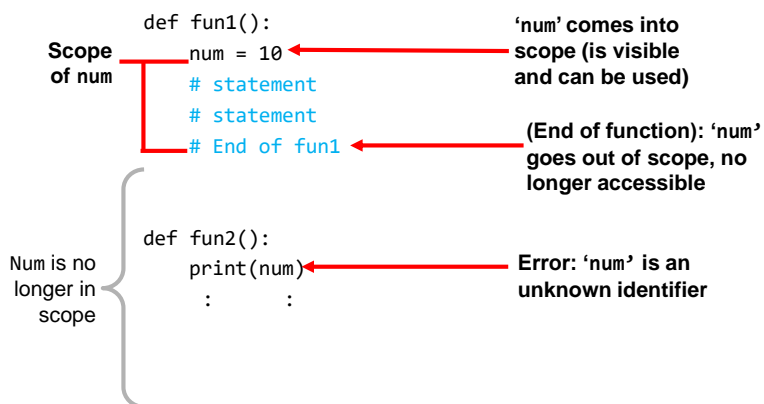 def fun1():
num = 10
# statement
# statement
# End of fun1
Scope
of num
‘num’ comes into
scope (is visible
and can be used)
(End of function): ‘num’
goes out of scope, no
longer accessible
def fun2():
print(num)
:    :
Num is no
longer in
scope
Error: ‘num’ is an
unknown identifier